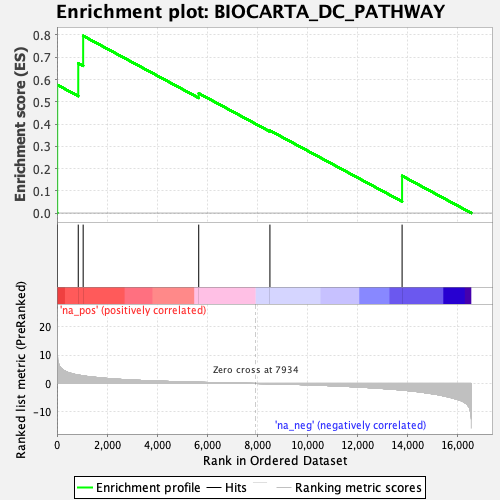 Enrichment plot: BIOCARTA_DC_PATHWAY
Enrichment score (ES)
0.8
0.7
0.6
0.5
0.4
0.3
0.2
0.1
0.0
'na_pos' (positively correlated)
Ranked list metric (PreRanked)
20
10
0
-10
Zero cross at 7934
'na_neg' (negatively correlated)
0 2,000 4,000 6,000 8,000 10,000 12,000 14,000 16,000
Rank in Ordered Dataset
Enrichment profile Hits Ranking metric scores